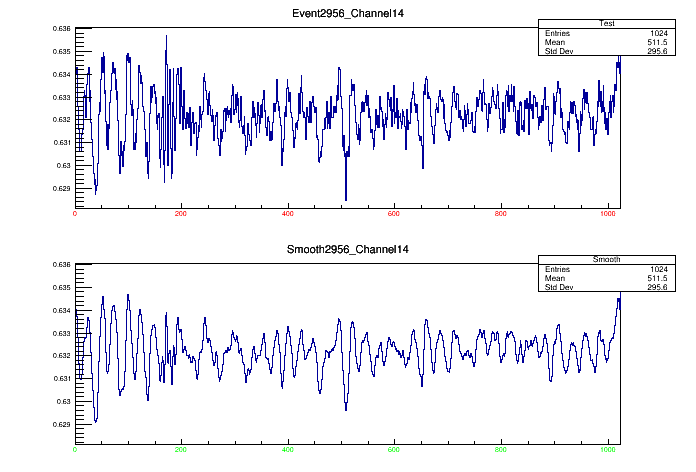 Event2956_Channel14
Test
Entries 1024
Mean 511.5
Std Dev 295.6
0.636
0.635
0.634
0.633
0.632
0.631
0.63
0.629
0 200 400 600 800 1000
Smooth2956_Channel14
Smooth
Entries 1024
Mean 511.5
Std Dev 295.6
0.636
0.635
0.634
0.633
0.632
0.631
0.63
0.629
0 200 400 600 800 1000